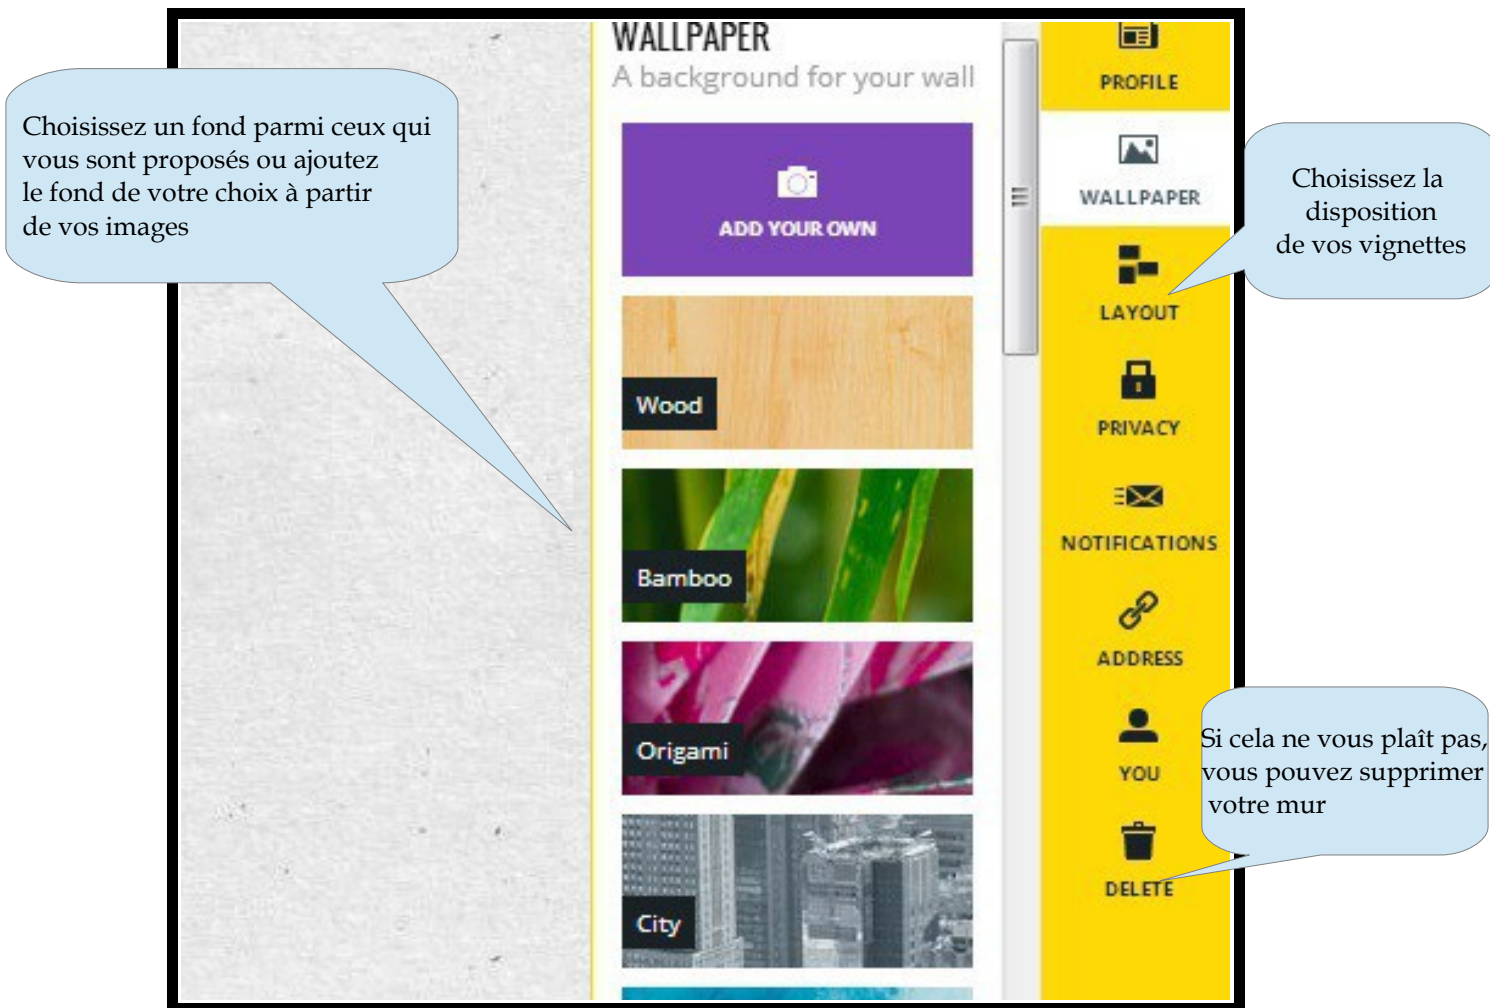 WALLPAPER
A background for your wall
ADD YOUR OWN
Wood
Bamboo
Origami
City
PROFILE
WALLPAPER
LAYOUT
PRIVACY
NOTIFICATIONS
ADDRESS
YOU
DELETE
Choisissez un fond parmi ceux qui
vous sont proposés ou ajoutez
le fond de votre choix à partir
de vos images
Choisissez la
disposition
de vos vignettes
Si cela ne vous plaît pas,
vous pouvez supprimer
votre mur